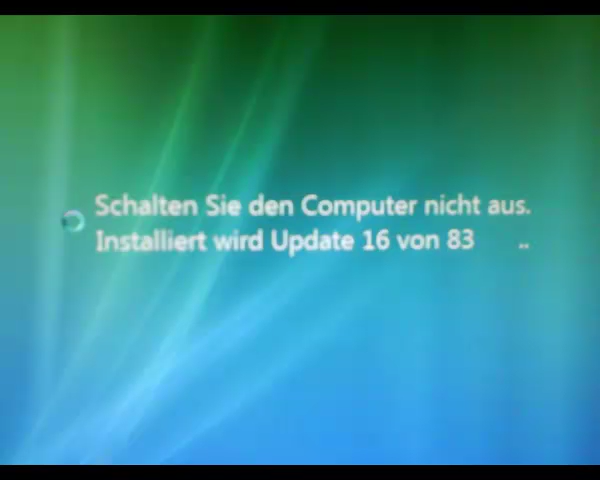 Schalten Sie den Computer nicht aus.
Installiert wird Update 16 von 83 ..